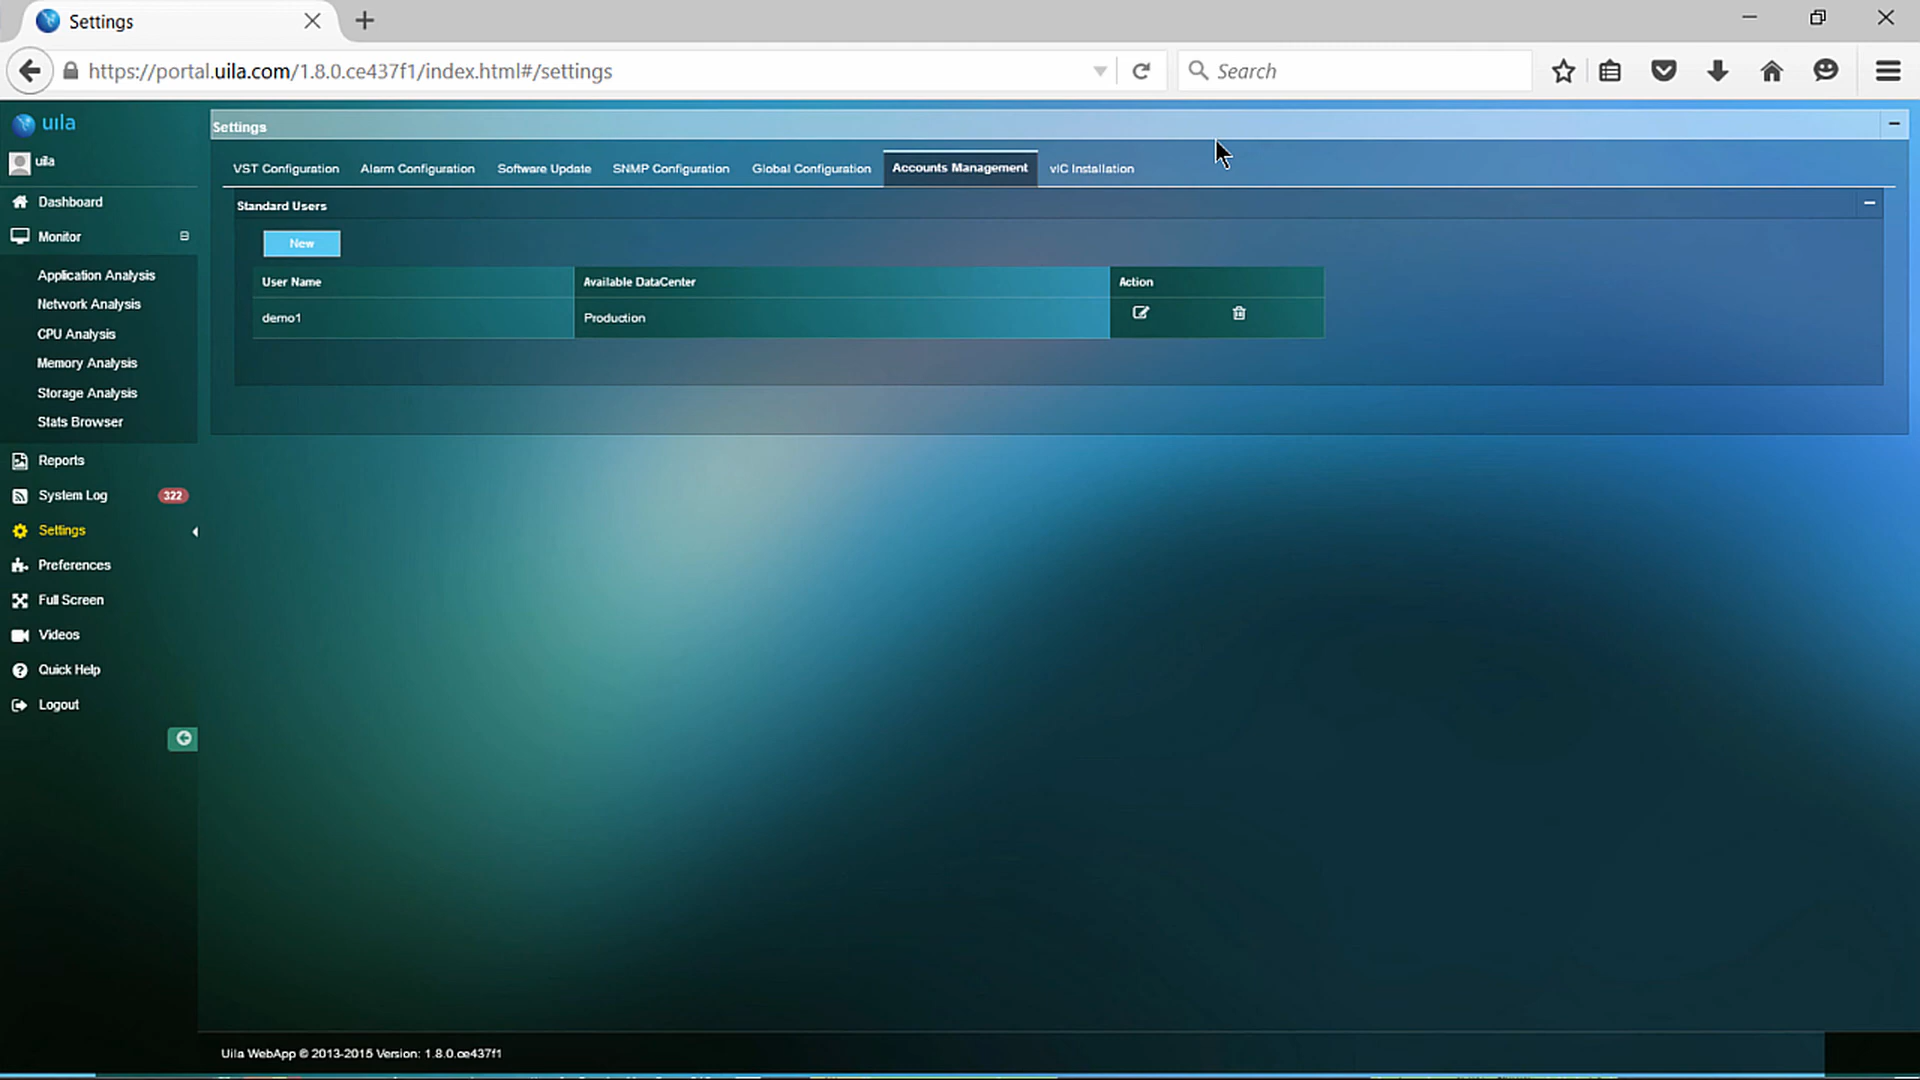 Settings
https://portal.uila.com/1.8.0.ce437f1/index.html#/settings
Search
uila
uila
Dashboard
Monitor
Application Analysis
Network Analysis
CPU Analysis
Memory Analysis
Storage Analysis
Stats Browser
Reports
System Log 322
Settings
Preferences
Full Screen
Videos
Quick Help
Logout
Settings
VST Configuration Alarm Configuration Software Update SNMP Configuration Global Configuration Accounts Management vIC Installation
Standard Users
New
User Name Available DataCenter Action
demo1 Production
Uila WebApp © 2013-2015 Version: 1.8.0.ce437f1